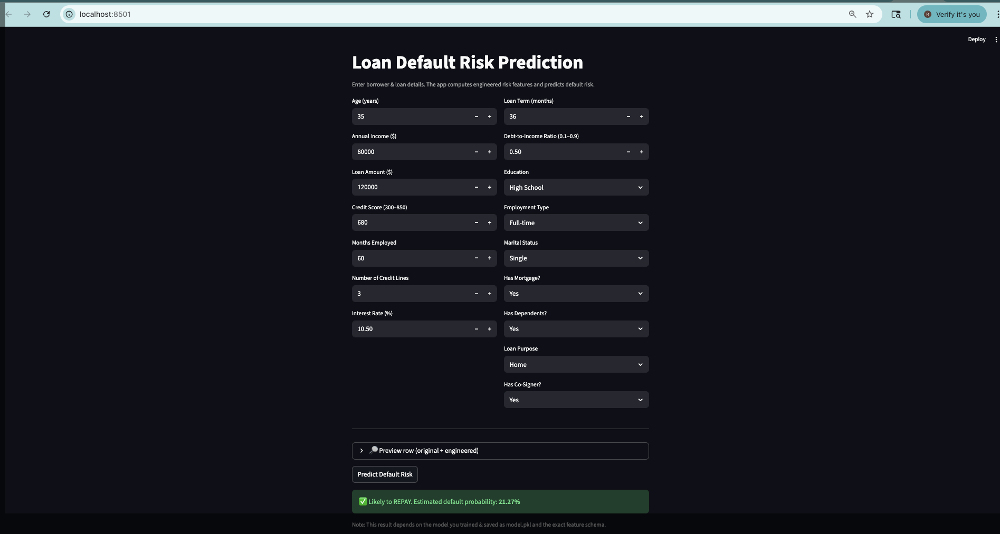 localhost:8501
R Verify it's you
Deploy
Loan Default Risk Prediction
Enter borrower & loan details. The app computes engineered risk features and predicts default risk.
Age (years)
35
Annual Income ($)
80000
Loan Amount ($)
120000
Credit Score (300–850)
680
Months Employed
60
Number of Credit Lines
3
Interest Rate (%)
10.50
Loan Term (months)
36
Debt-to-Income Ratio (0.1–0.9)
0.50
Education
High School
Employment Type
Full-time
Marital Status
Single
Has Mortgage?
Yes
Has Dependents?
Yes
Loan Purpose
Home
Has Co-Signer?
Yes
Preview row (original + engineered)
Predict Default Risk
Likely to REPAY. Estimated default probability: 21.27%
Note: This result depends on the model you trained & saved as model.pkl and the exact feature schema.